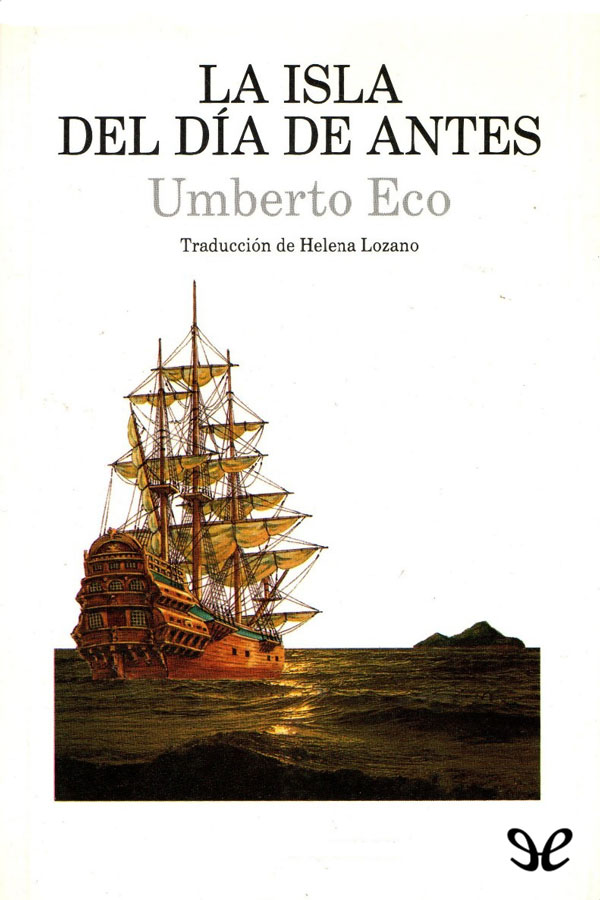 LA ISLA
DEL DÍA DE ANTES
Umberto Eco
Traducción de Helena Lozano